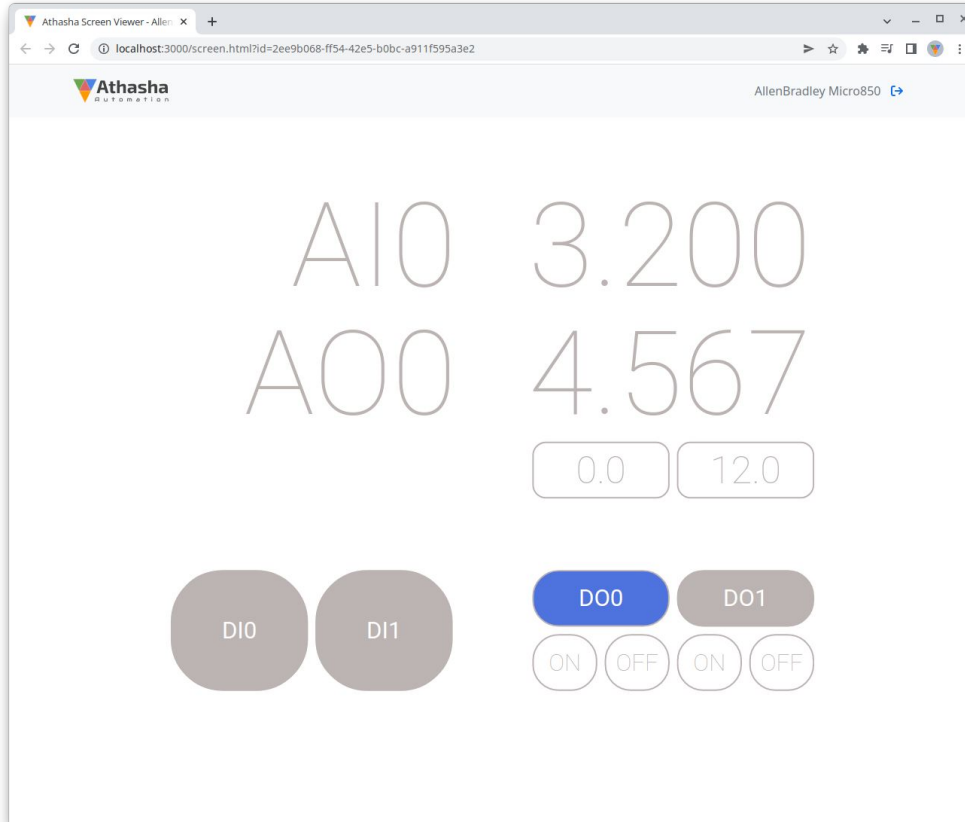 Athasha Screen Viewer - Allen
localhost:3000/screen.html?id=2ee9b068-ff54-42e5-b0bc-a911f595a3e2
Athasha
Automation
AllenBradley Micro850
AI0 3.200
AO0 4.567
0.0 12.0
DI0 DI1 DO0 DO1
ON OFF ON OFF